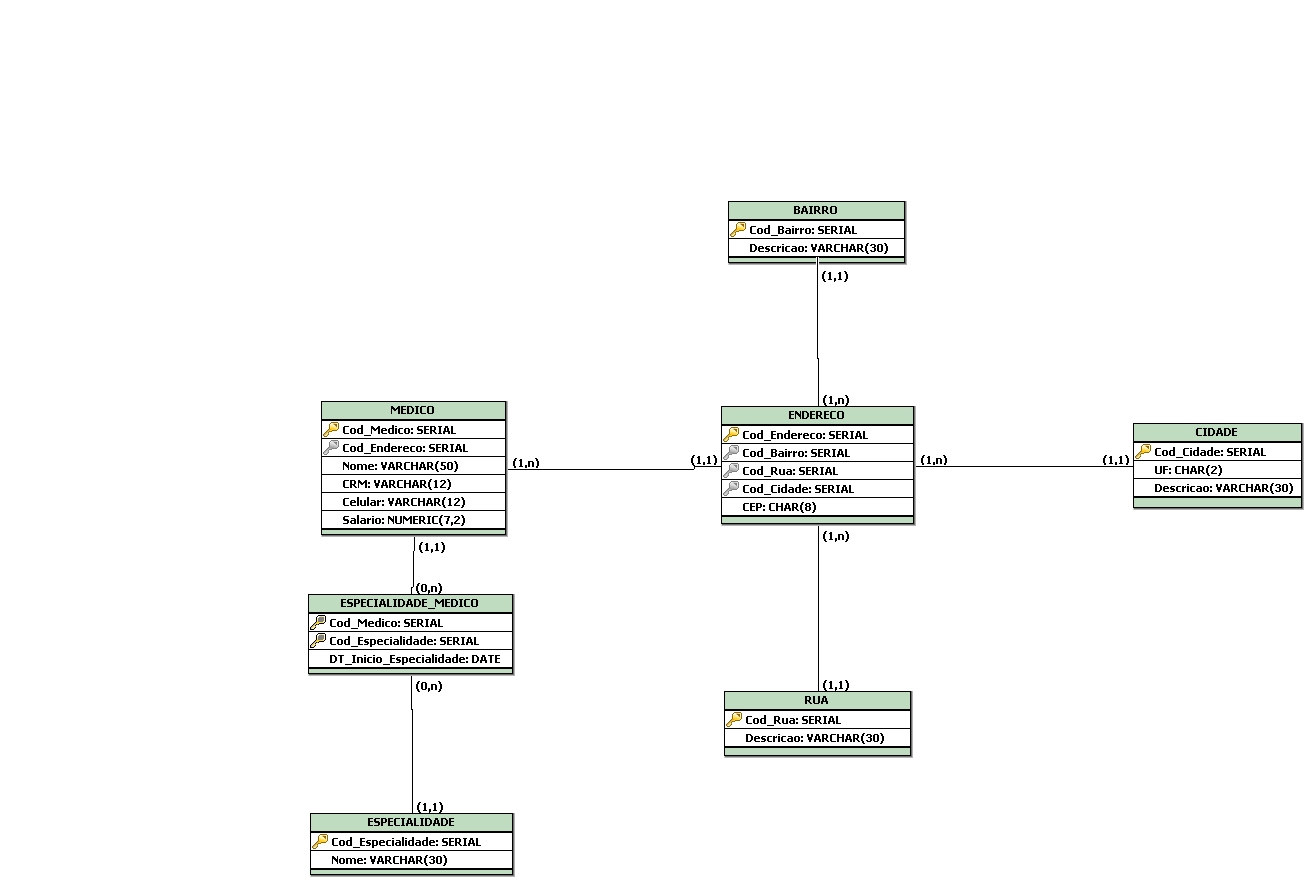 BAIRRO
Cod_Bairro: SERIAL
Descricao: VARCHAR(30)
(1,1)
(1,n)
ENDERECO
Cod_Endereco: SERIAL
Cod_Bairro: SERIAL
Cod_Rua: SERIAL
Cod_Cidade: SERIAL
CEP: CHAR(8)
MEDICO
Cod_Medico: SERIAL
Cod_Endereco: SERIAL
Nome: VARCHAR(50)
CRM: VARCHAR(12)
Celular: VARCHAR(12)
Salario: NUMERIC(7,2)
(1,n)
(1,1)
(1,n)
(1,1)
CIDADE
Cod_Cidade: SERIAL
UF: CHAR(2)
Descricao: VARCHAR(30)
(1,1)
(0,n)
ESPECIALIDADE_MEDICO
Cod_Medico: SERIAL
Cod_Especialidade: SERIAL
DT_Inicio_Especialidade: DATE
(0,n)
(1,1)
ESPECIALIDADE
Cod_Especialidade: SERIAL
Nome: VARCHAR(30)
(1,n)
(1,1)
RUA
Cod_Rua: SERIAL
Descricao: VARCHAR(30)